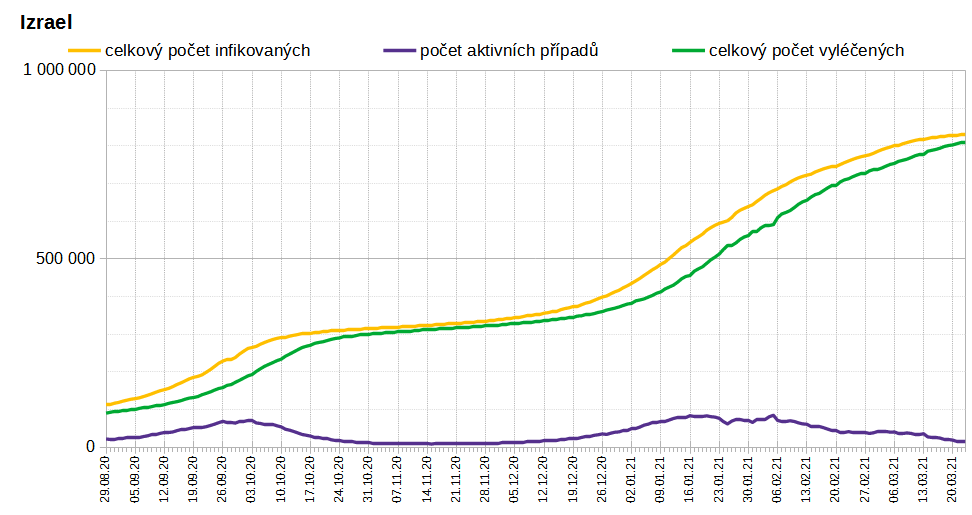 Izrael
celkový počet infikovaných počet aktivních případů celkový počet vyléčených
1 000 000
500 000
0
29.08.20 05.09.20 12.09.20 19.09.20 26.09.20 03.10.20 10.10.20 17.10.20 24.10.20 31.10.20 07.11.20 14.11.20 21.11.20 28.11.20 05.12.20 12.12.20 19.12.20 26.12.20 02.01.21 09.01.21 16.01.21 23.01.21 30.01.21 06.02.21 13.02.21 20.02.21 27.02.21 06.03.21 13.03.21 20.03.21